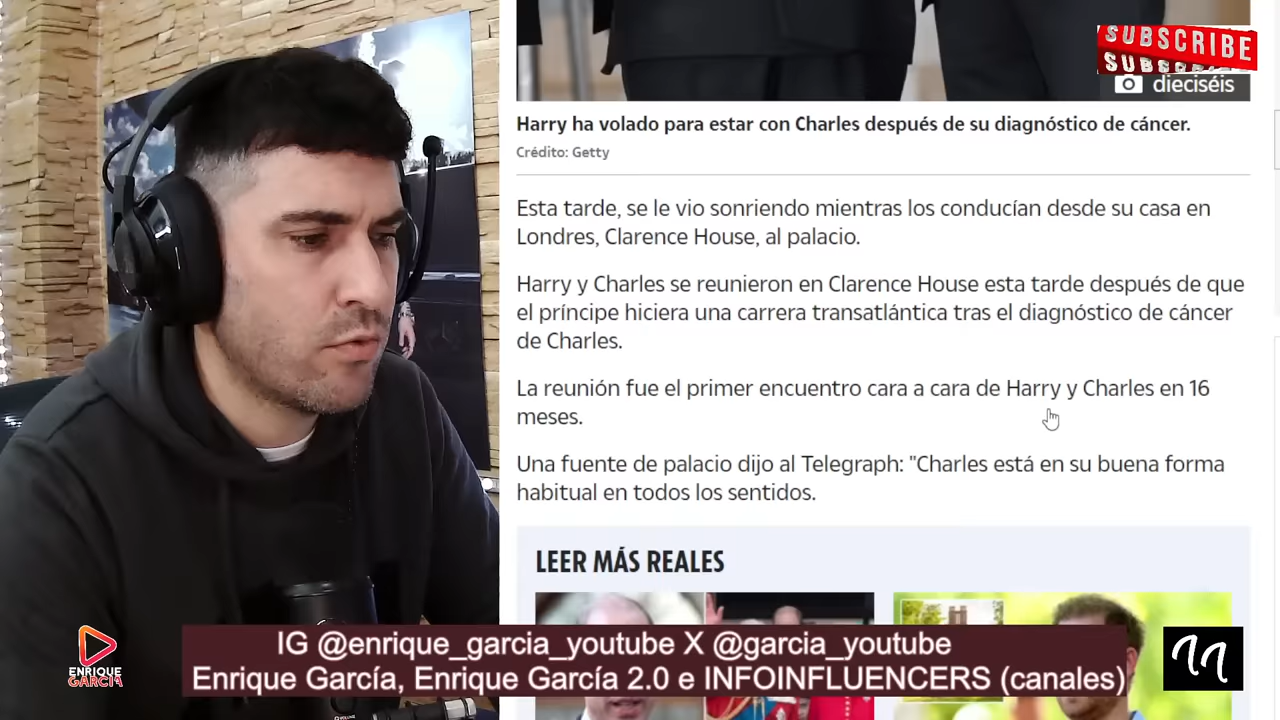 SUBSCRIBE
SUBSCRIBE
dieciséis
Harry ha volado para estar con Charles después de su diagnóstico de cáncer.
Crédito: Getty
Esta tarde, se le vio sonriendo mientras los conducían desde su casa en
Londres, Clarence House, al palacio.
Harry y Charles se reunieron en Clarence House esta tarde después de que
el príncipe hiciera una carrera transatlántica tras el diagnóstico de cáncer
de Charles.
La reunión fue el primer encuentro cara a cara de Harry y Charles en 16
meses.
Una fuente de palacio dijo al Telegraph: "Charles está en su buena forma
habitual en todos los sentidos.
LEER MÁS REALES
ENRIQUE
GARCÍA
IG @enrique_garcia_youtube X @garcia_youtube
Enrique García, Enrique García 2.0 e INFOINFLUENCERS (canales)